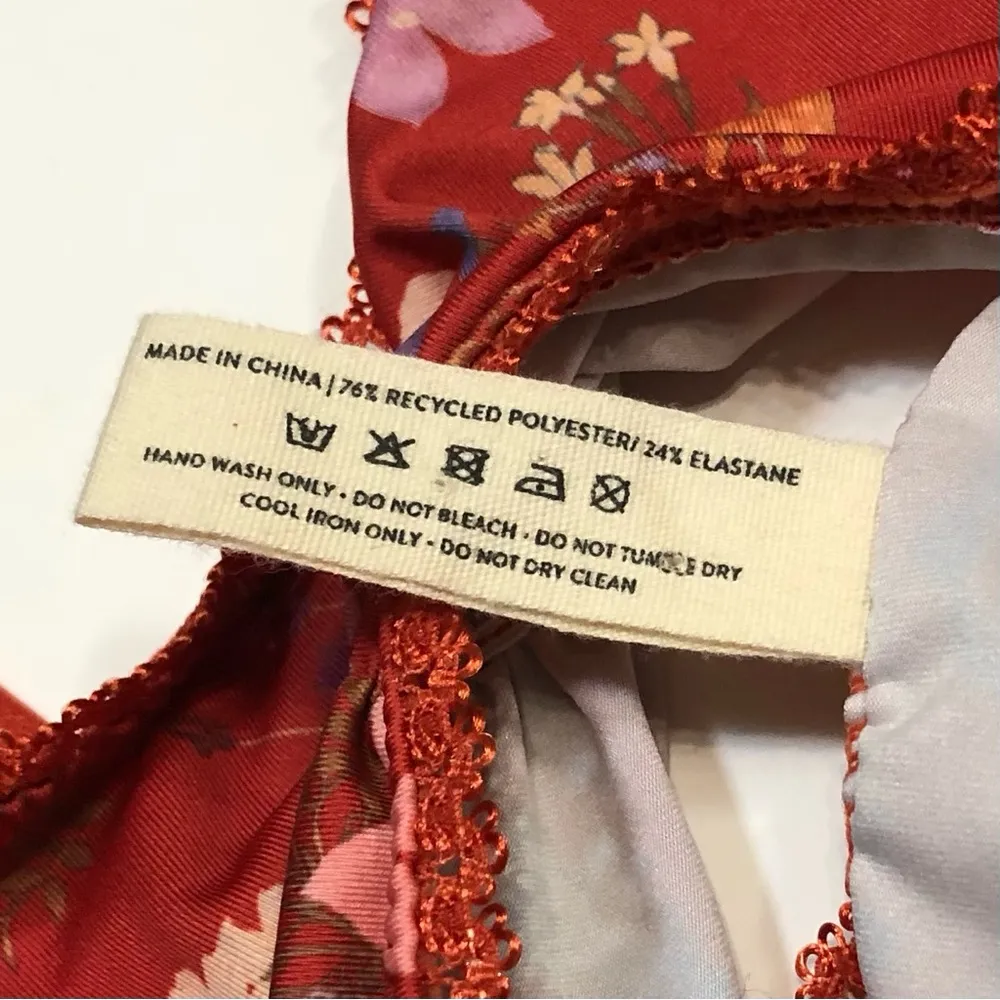 MADE IN CHINA | 76% RECYCLED POLYESTER/ 24% ELASTANE
HAND WASH ONLY · DO NOT BLEACH · DO NOT TUMBLE DRY
COOL IRON ONLY · DO NOT DRY CLEAN